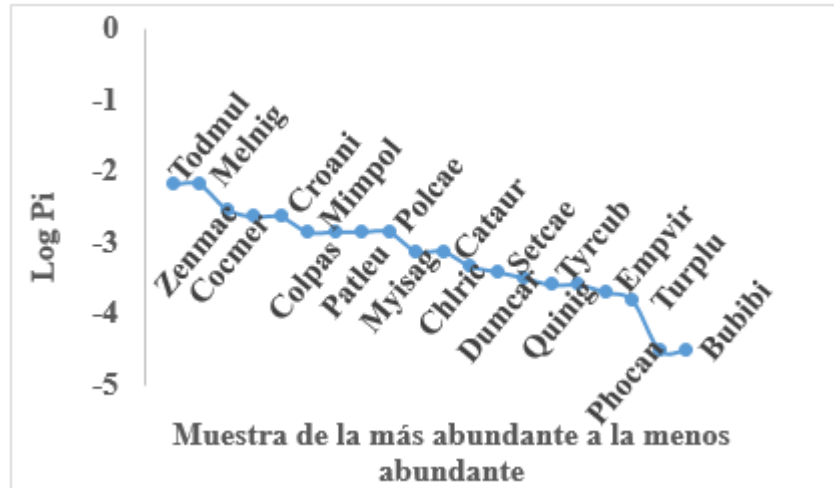 0
-1
-2
-3
-4
-5
Log Pi
Todmul
Melnig
Zenmac
Cocmer
Croani
Colpas
Mimpol
Patleu
Polcae
Myisag
Cataur
Chlric
Setcae
Dumcar
Tyrcub
Quinig
Empvir
Turplu
Phocan
Bubibi
Muestra de la más abundante a la menos
abundante